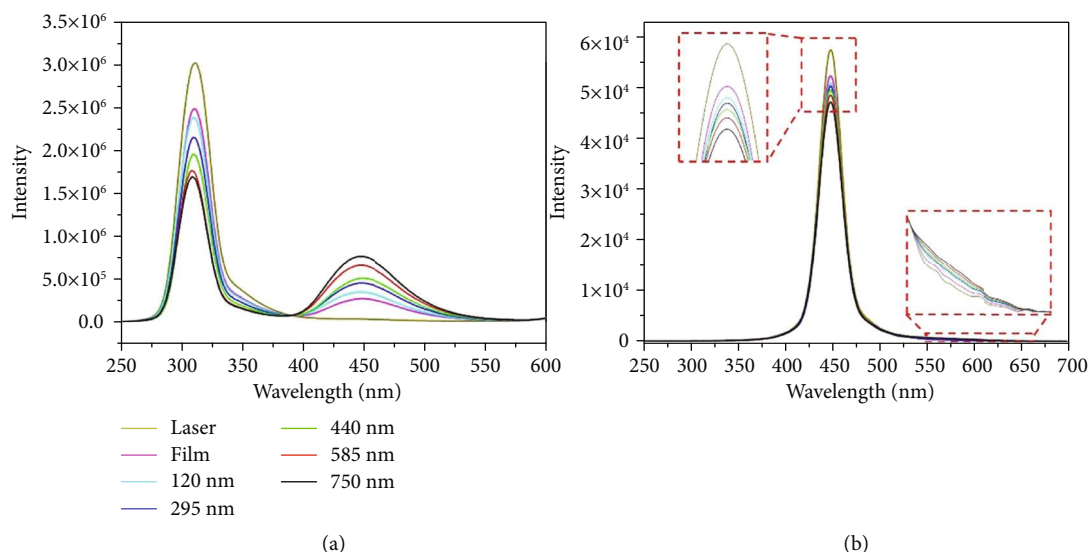 3.5×10⁶
3.0×10⁶
2.5×10⁶
2.0×10⁶
1.5×10⁶
1.0×10⁶
5.0×10⁵
0.0
Intensity
250 300 350 400 450 500 550 600
Wavelength (nm)
Laser
Film
120 nm
295 nm
440 nm
585 nm
750 nm
(a)
6×10⁴
5×10⁴
4×10⁴
3×10⁴
2×10⁴
1×10⁴
0
Intensity
250 300 350 400 450 500 550 600 650 700
Wavelength (nm)
(b)